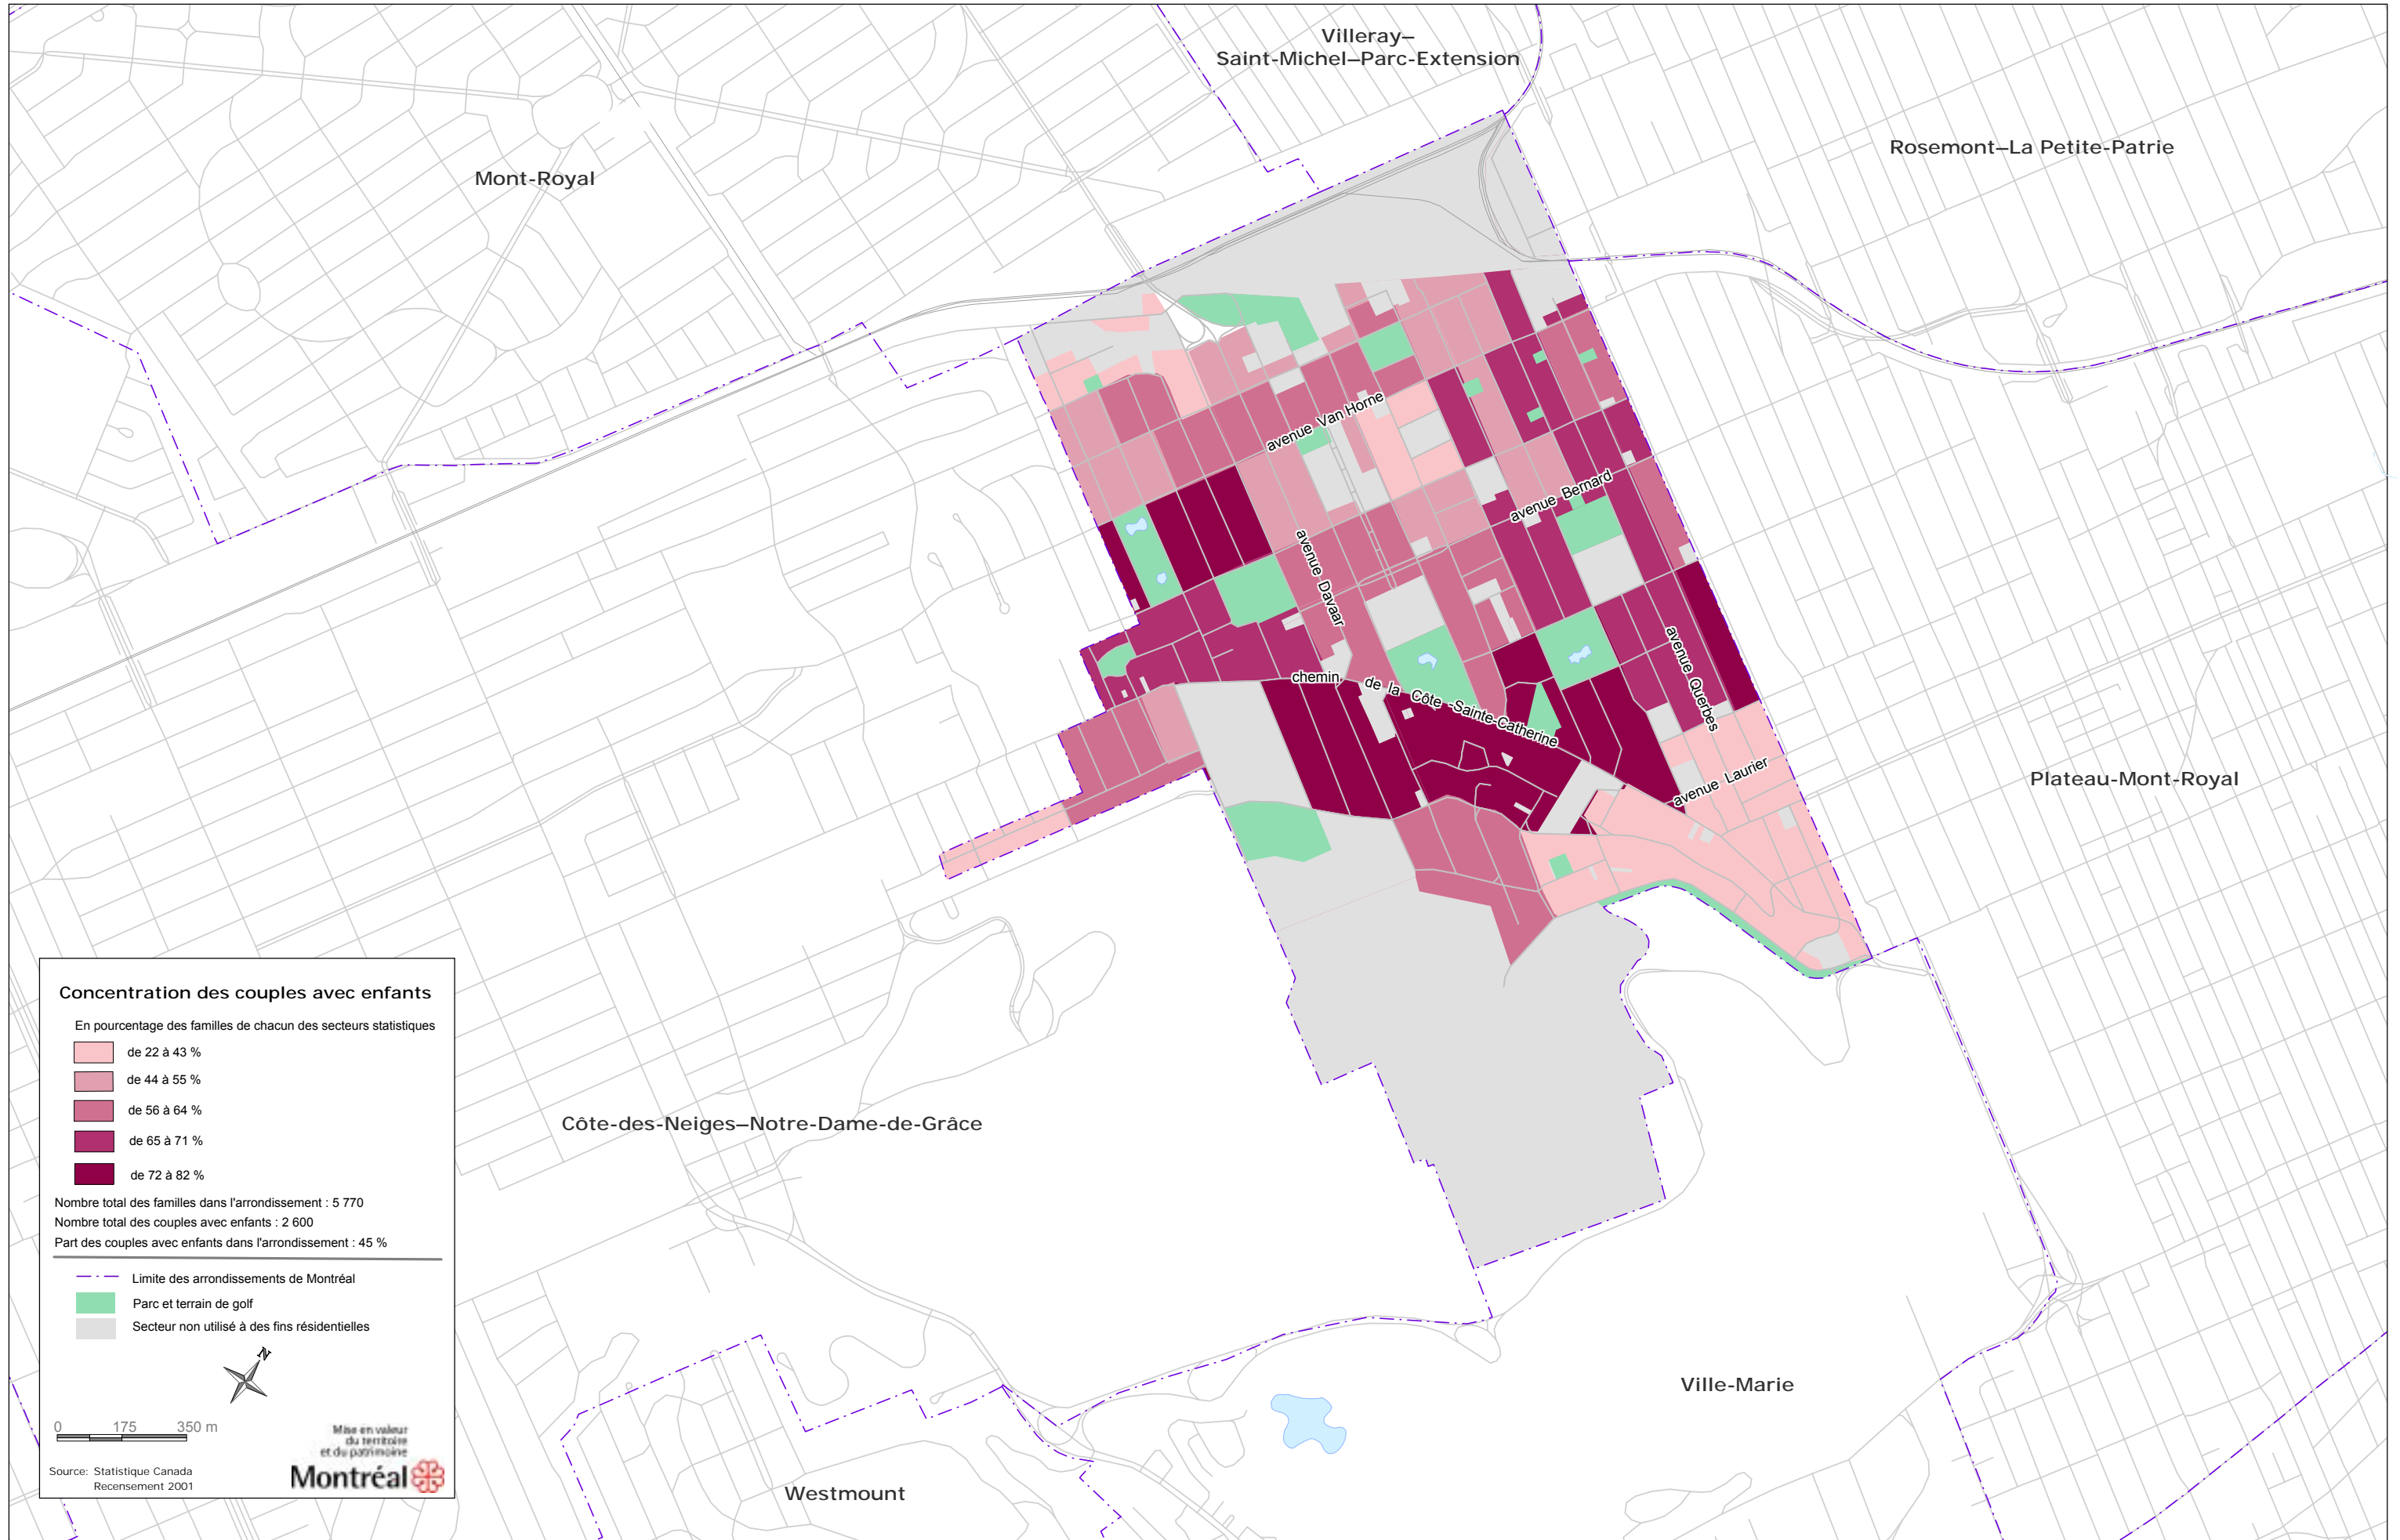 Villeray–
Saint-Michel–Parc-Extension
Rosemont–La Petite-Patrie
Mont-Royal
avenue Van Horne
avenue Bernard
avenue Davaar
avenue Querbes
chemin de la Côte -Sainte-Catherine
avenue Laurier
Plateau-Mont-Royal
Côte-des-Neiges–Notre-Dame-de-Grâce
Ville-Marie
Westmount
Concentration des couples avec enfants
En pourcentage des familles de chacun des secteurs statistiques
de 22 à 43 %
de 44 à 55 %
de 56 à 64 %
de 65 à 71 %
de 72 à 82 %
Nombre total des familles dans l'arrondissement : 5 770
Nombre total des couples avec enfants : 2 600
Part des couples avec enfants dans l'arrondissement : 45 %
Limite des arrondissements de Montréal
Parc et terrain de golf
Secteur non utilisé à des fins résidentielles
N
0 175 350 m
Mise en valeur
du territoire
et du patrimoine
Montréal
Source: Statistique Canada
Recensement 2001